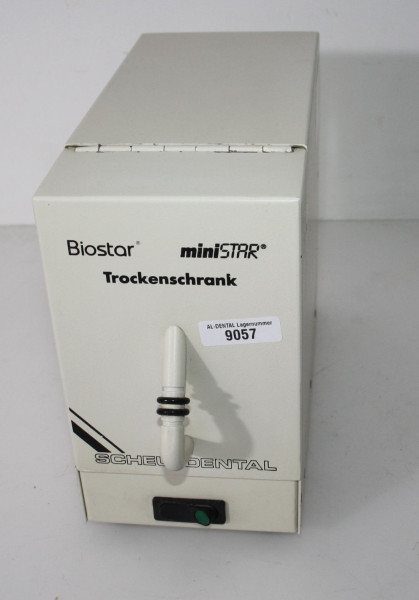 Biostar® miniSTAR®
Trockenschrank
AL-DENTAL Lagernummer
9057
SCHEU-DENTAL